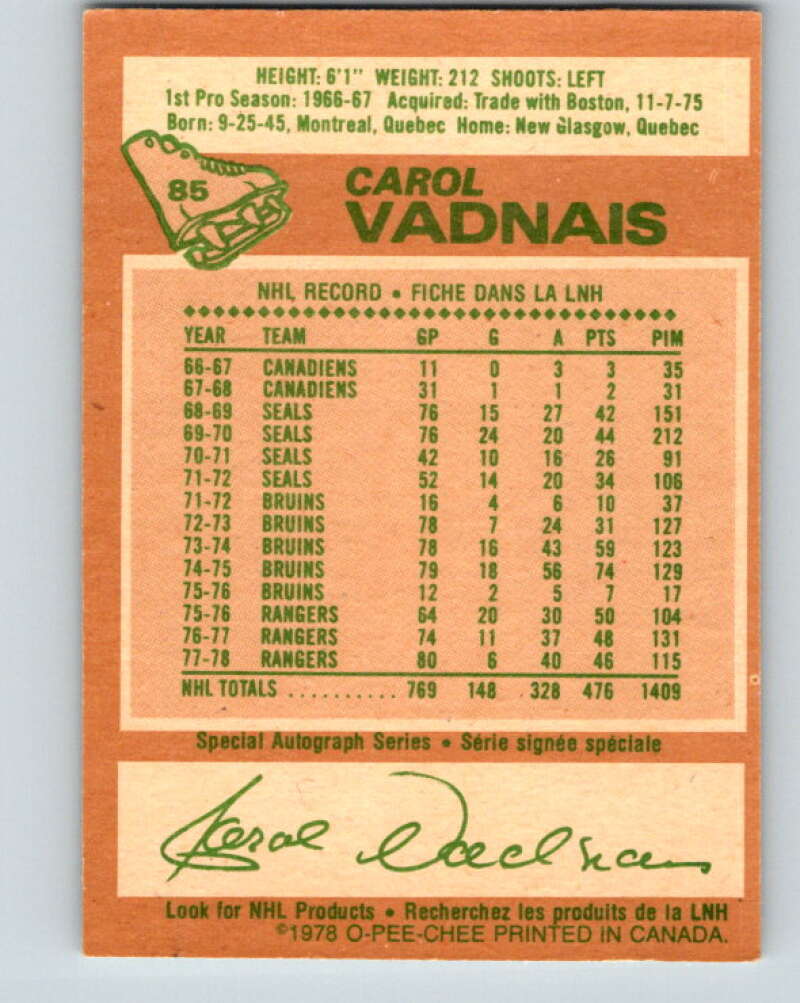 HEIGHT: 6'1" WEIGHT: 212 SHOOTS: LEFT
1st Pro Season: 1966-67 Acquired: Trade with Boston, 11-7-75
Born: 9-25-45, Montreal, Quebec Home: New Glasgow, Quebec
85
CAROL
VADNAIS
NHL RECORD • FICHE DANS LA LNH
YEAR TEAM GP G A PTS PIM
66-67 CANADIENS 11 0 3 3 35
67-68 CANADIENS 31 1 1 2 31
68-69 SEALS 76 15 27 42 151
69-70 SEALS 76 24 20 44 212
70-71 SEALS 42 10 16 26 91
71-72 SEALS 52 14 20 34 106
71-72 BRUINS 16 4 6 10 37
72-73 BRUINS 78 7 24 31 127
73-74 BRUINS 78 16 43 59 123
74-75 BRUINS 79 18 56 74 129
75-76 BRUINS 12 2 5 7 17
75-76 RANGERS 64 20 30 50 104
76-77 RANGERS 74 11 37 48 131
77-78 RANGERS 80 6 40 46 115
NHL TOTALS .......... 769 148 328 476 1409
Special Autograph Series • Série signée spéciale
Carol Vadnais
Look for NHL Products • Recherchez les produits de la LNH
©1978 O-PEE-CHEE PRINTED IN CANADA.